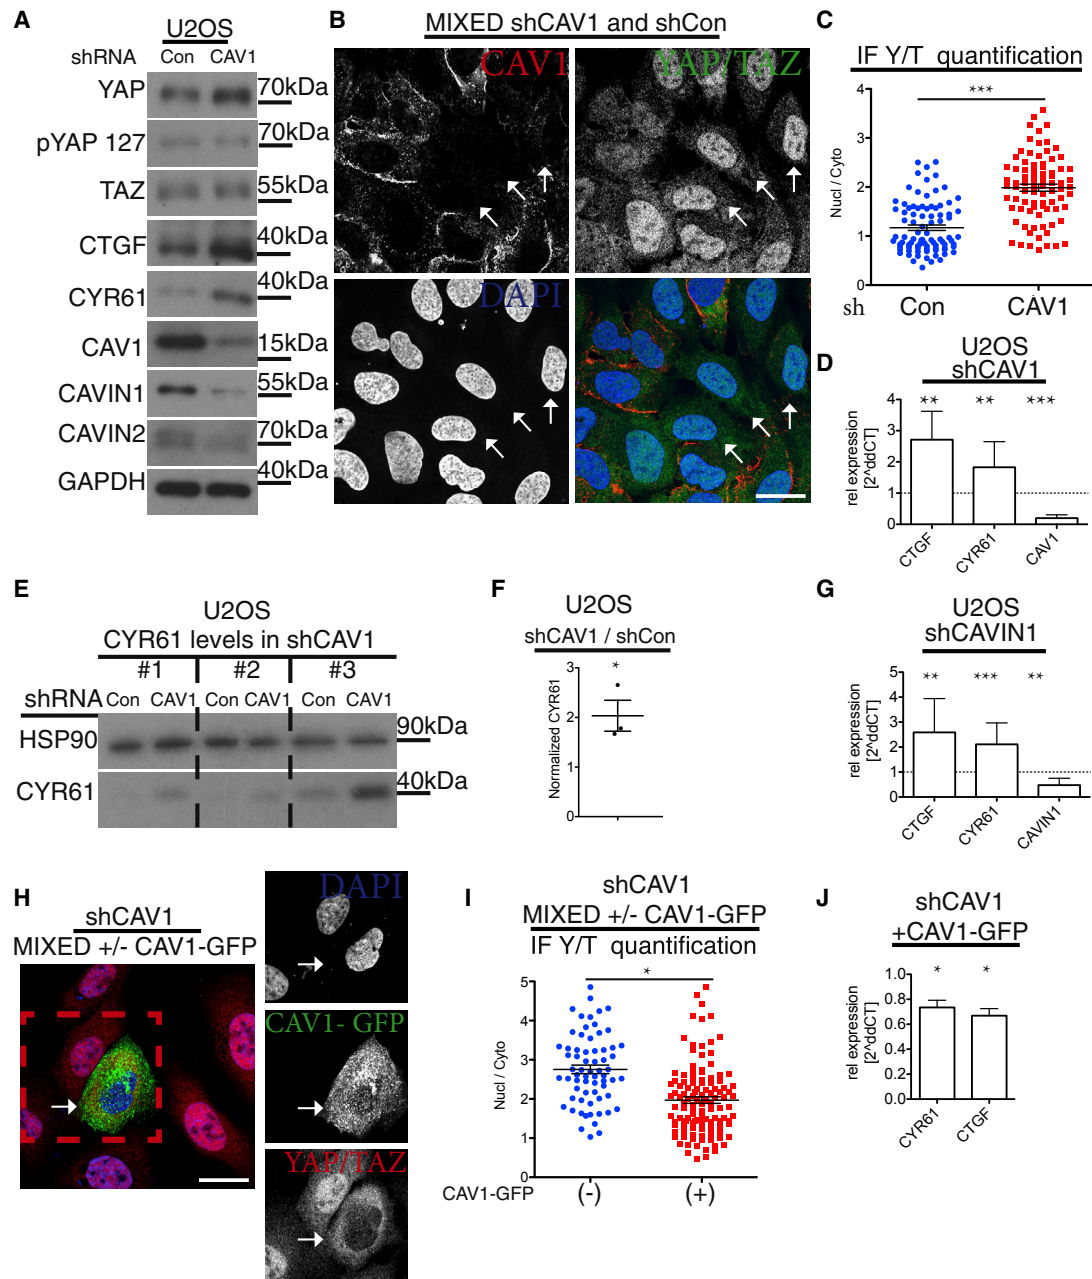 A
U2OS
shRNA Con CAV1
YAP 70kDa
pYAP 127 70kDa
TAZ 55kDa
CTGF 40kDa
CYR61 40kDa
CAV1 15kDa
CAVIN1 55kDa
CAVIN2 70kDa
GAPDH 40kDa
B
MIXED shCAV1 and shCon
CAV1 YAP/TAZ
DAPI
C
IF Y/T quantification
***
4
3
2
1
0
Nucl / Cyto
sh Con CAV1
D
U2OS
shCAV1
** ** ***
4
3
2
1
0
rel expression
[2^ddCT]
CTGF CYR61 CAV1
E
U2OS
CYR61 levels in shCAV1
#1 #2 #3
shRNA Con CAV1 Con CAV1 Con CAV1
HSP90 90kDa
CYR61 40kDa
F
U2OS
shCAV1 / shCon
*
3
2
1
0
Normalized CYR61
G
U2OS
shCAVIN1
** *** **
5
4
3
2
1
0
rel expression
[2^ddCT]
CTGF CYR61 CAVIN1
H
shCAV1
MIXED +/- CAV1-GFP
DAPI
CAV1- GFP
YAP/TAZ
I
shCAV1
MIXED +/- CAV1-GFP
IF Y/T quantification
*
5
4
3
2
1
0
Nucl / Cyto
CAV1-GFP (-) (+)
J
shCAV1
+CAV1-GFP
* *
1.0
0.8
0.6
0.4
0.2
0.0
rel expression
[2^ddCT]
CYR61 CTGF